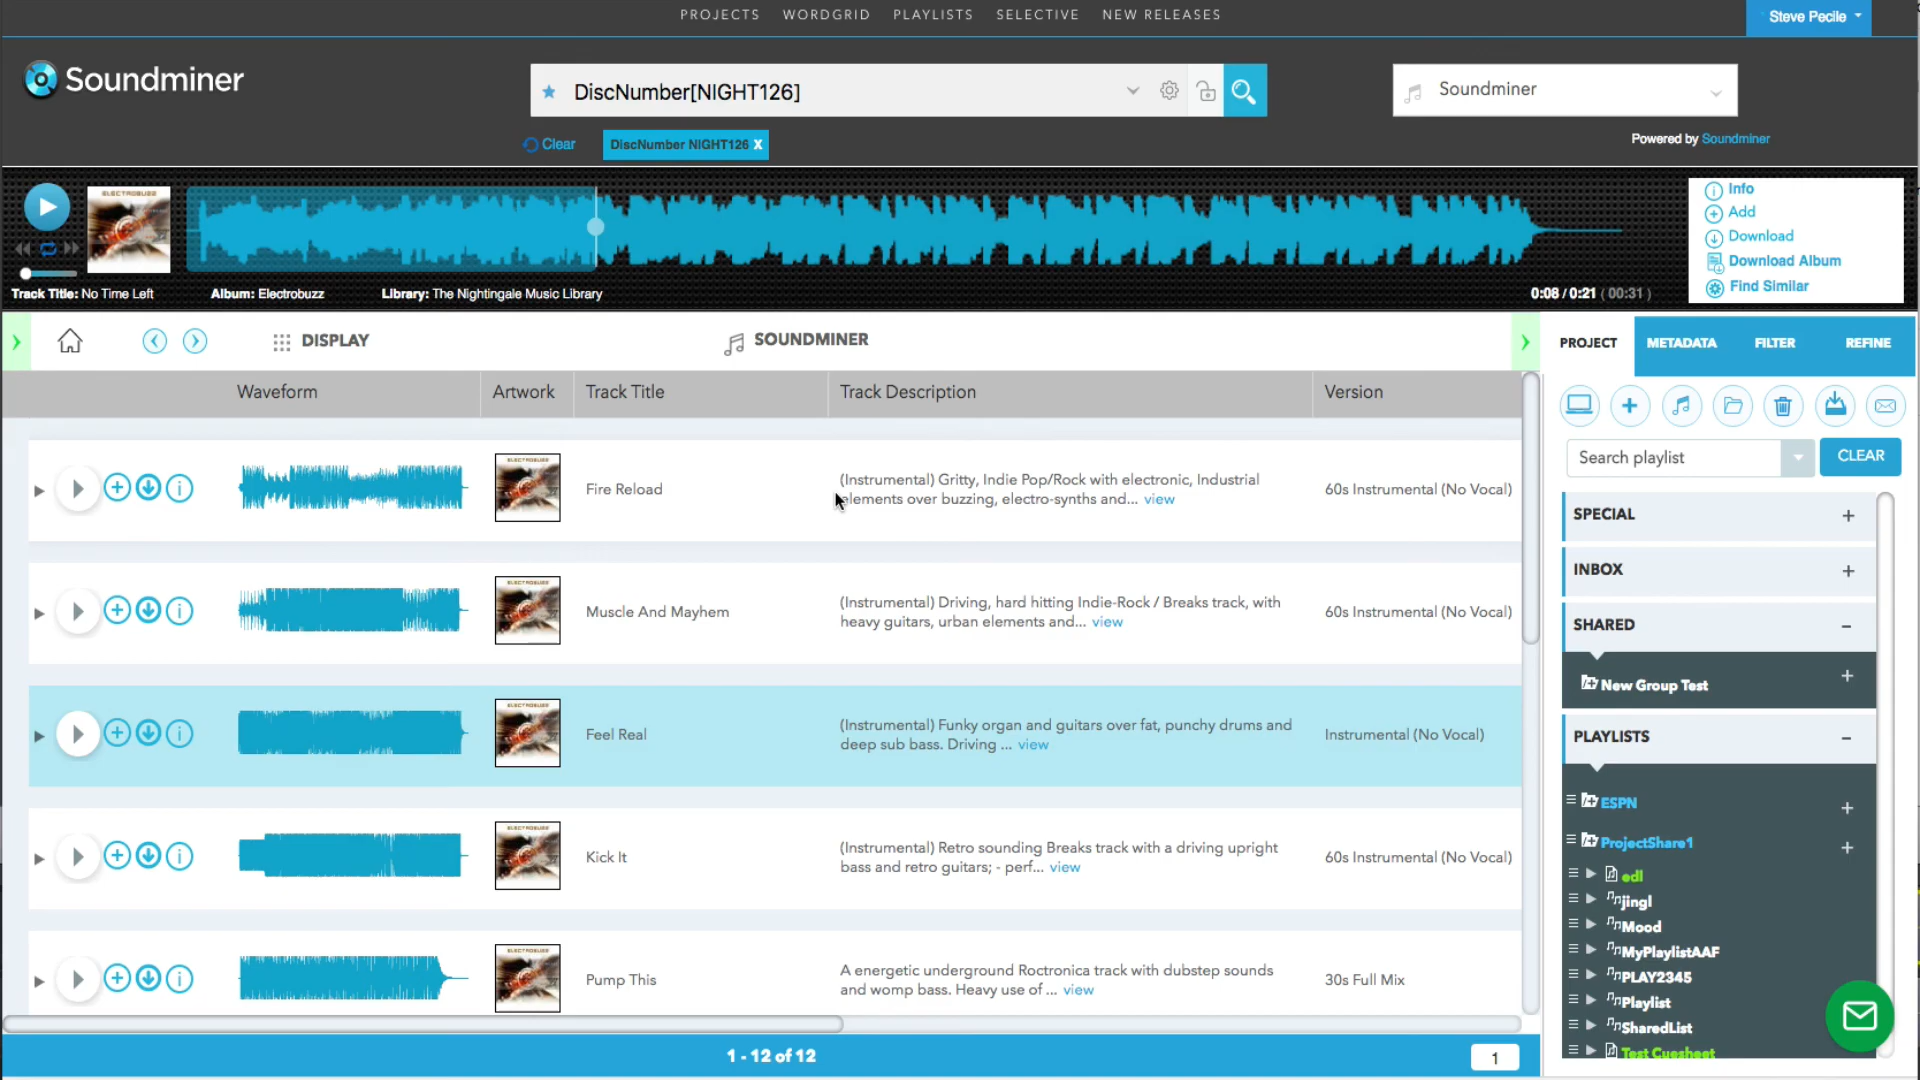 PROJECTS WORDGRID PLAYLISTS SELECTIVE NEW RELEASES
Steve Pecile
Soundminer
DiscNumber[NIGHT126]
Soundminer
Clear
DiscNumber NIGHT126 X
Powered by Soundminer
ELECTROBUZZ
Info
Add
Download
Download Album
Find Similar
Track Title: No Time Left
Album: Electrobuzz
Library: The Nightingale Music Library
0:08 / 0:21 ( 00:31 )
DISPLAY
SOUNDMINER
PROJECT
METADATA
FILTER
REFINE
Waveform
Artwork
Track Title
Track Description
Version
Search playlist
CLEAR
ELECTROBUZZ
Fire Reload
(Instrumental) Gritty, Indie Pop/Rock with electronic, Industrial
elements over buzzing, electro-synths and... view
60s Instrumental (No Vocal)
ELECTROBUZZ
Muscle And Mayhem
(Instrumental) Driving, hard hitting Indie-Rock / Breaks track, with
heavy guitars, urban elements and... view
60s Instrumental (No Vocal)
ELECTROBUZZ
Feel Real
(Instrumental) Funky organ and guitars over fat, punchy drums and
deep sub bass. Driving ... view
Instrumental (No Vocal)
ELECTROBUZZ
Kick It
(Instrumental) Retro sounding Breaks track with a driving upright
bass and retro guitars; - perf... view
60s Instrumental (No Vocal)
ELECTROBUZZ
Pump This
A energetic underground Roctronica track with dubstep sounds
and womp bass. Heavy use of ... view
30s Full Mix
1 - 12 of 12
1
SPECIAL
INBOX
SHARED
New Group Test
PLAYLISTS
ESPN
ProjectShare1
edl
jingl
Mood
MyPlaylistAAF
PLAY2345
Playlist
SharedList
Test Cuesheet